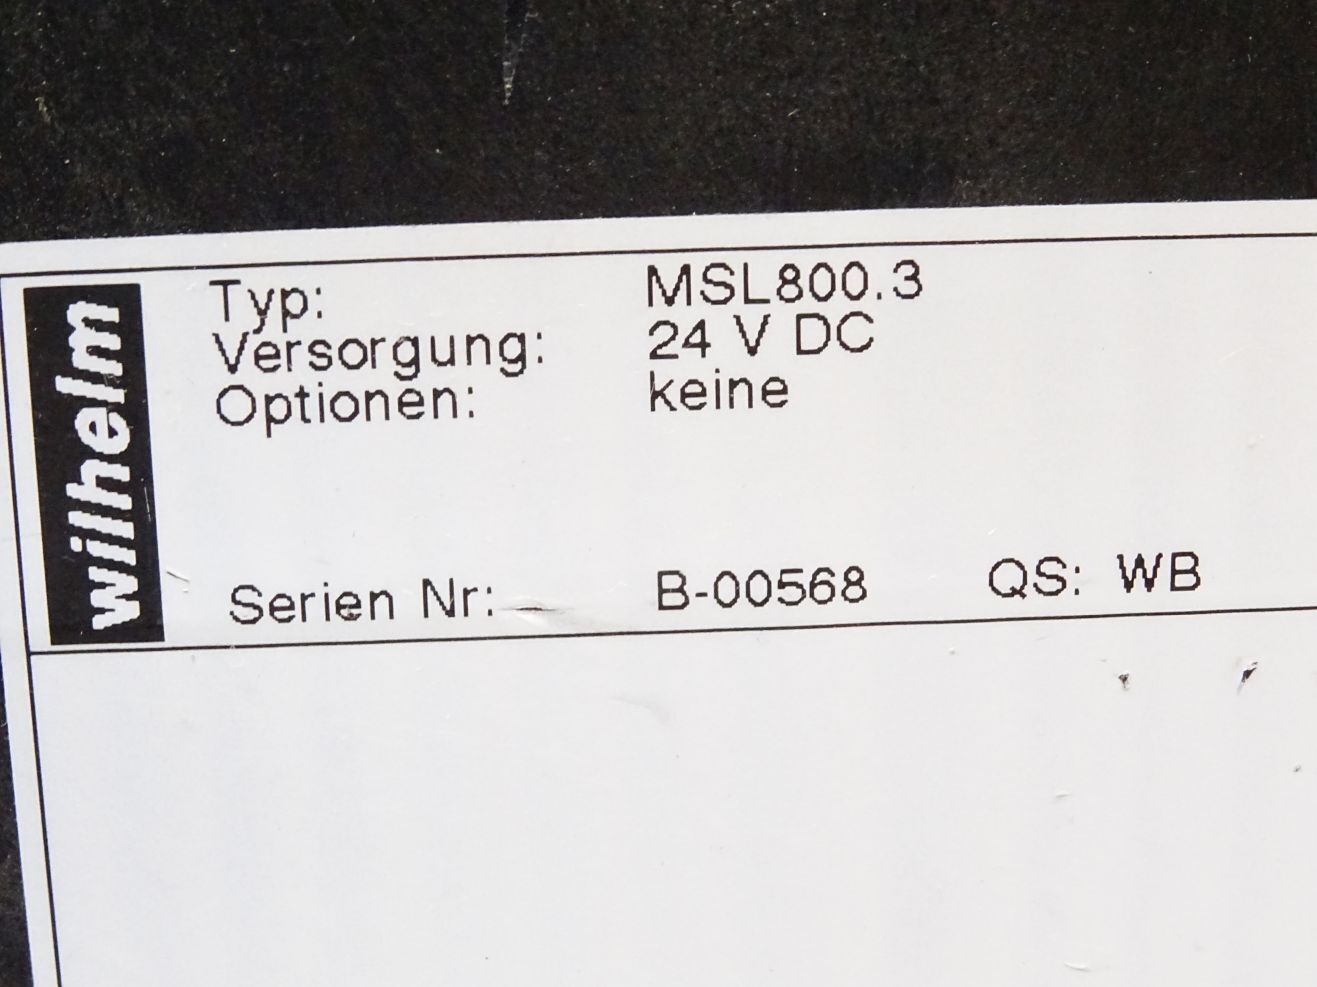 wilhelm
Typ: MSL800.3
Versorgung: 24 V DC
Optionen: keine
Serien Nr: B-00568 QS: WB